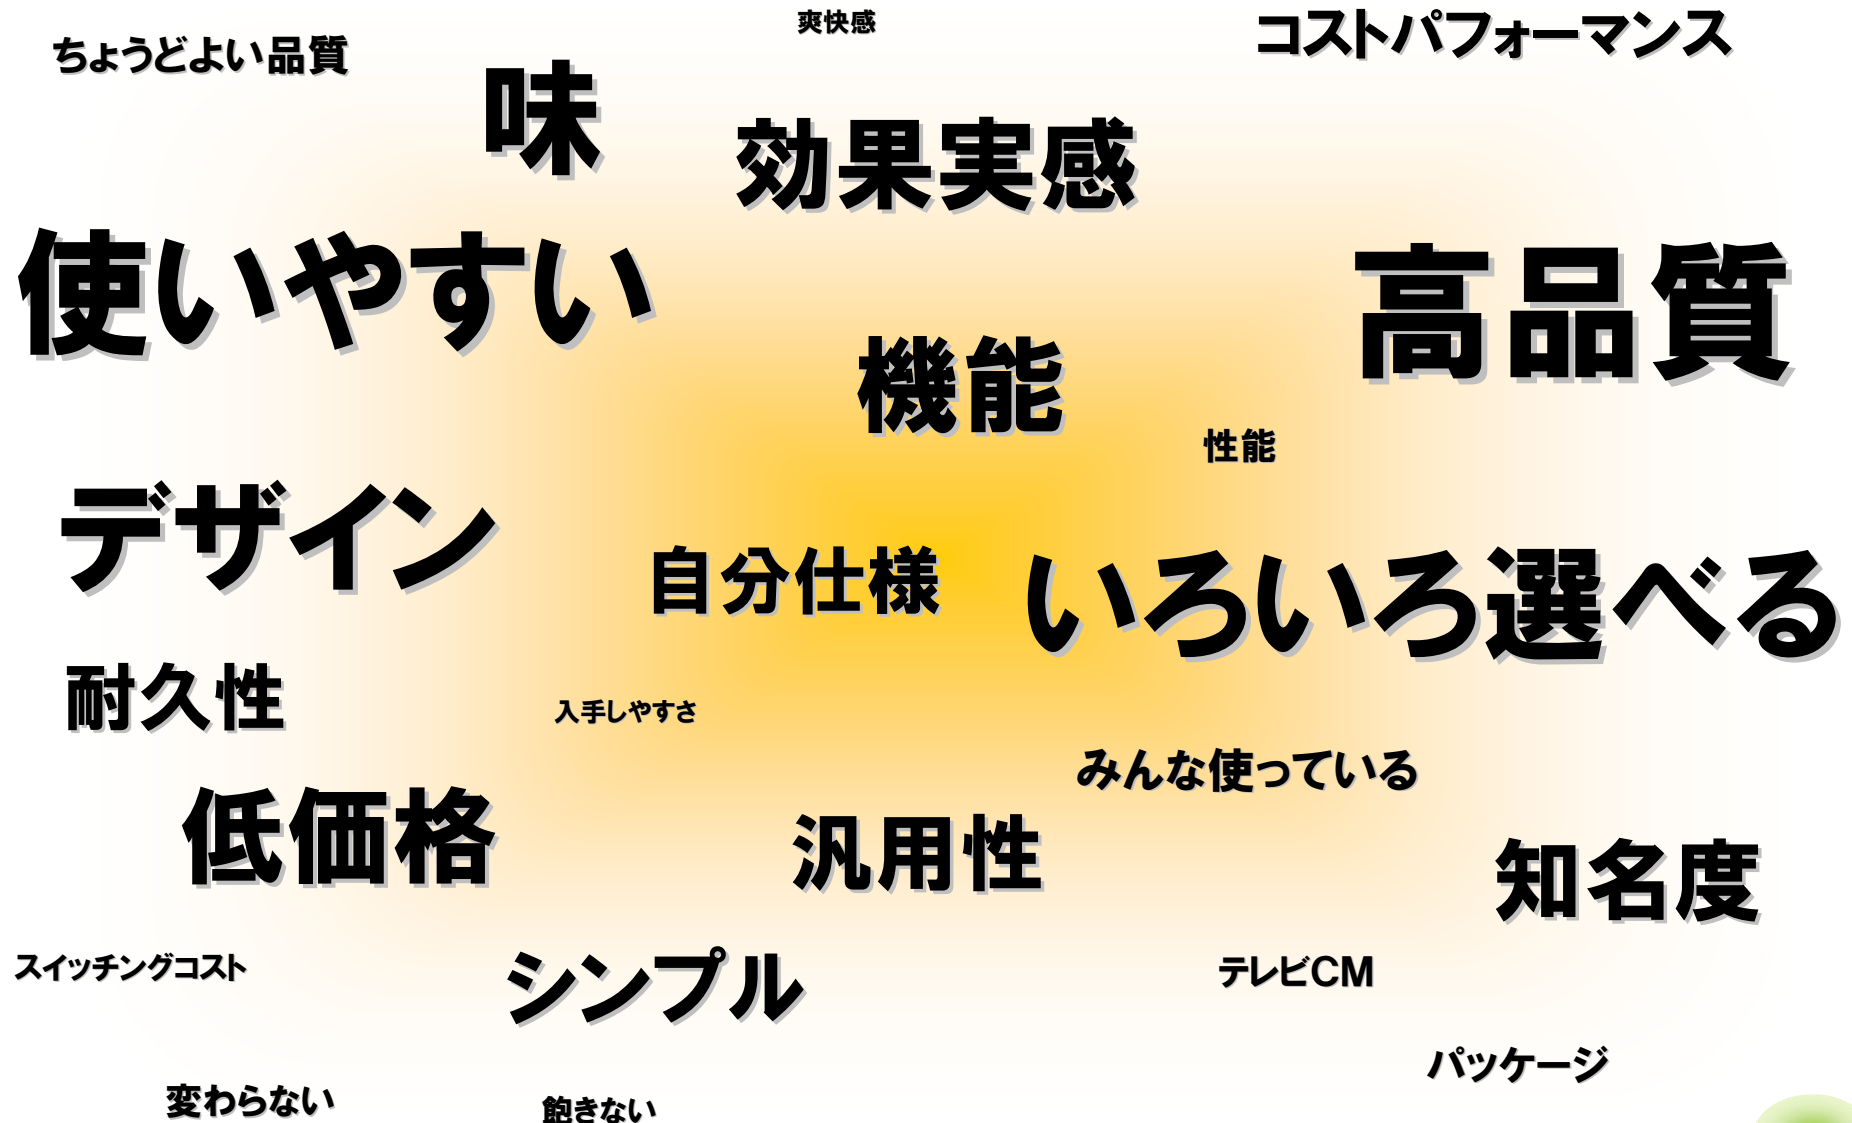 爽快感
コストパフォーマンス
ちょうどよい品質
味
効果実感
使いやすい
高品質
機能
性能
デザイン
自分仕様
いろいろ選べる
耐久性
入手しやすさ
みんな使っている
低価格
汎用性
知名度
スイッチングコスト
シンプル
テレビCM
パッケージ
変わらない
飽きない